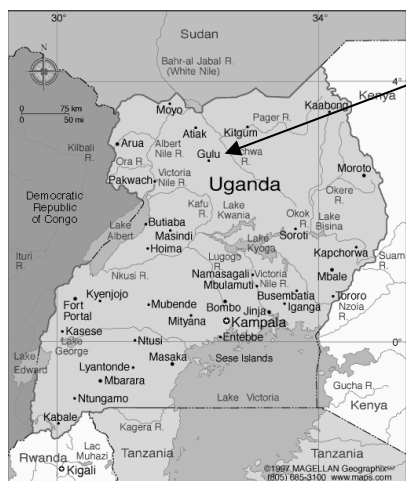 30
34
Sudan
Bahr-al Jabal R.
(White Nile)
N
4
Kenya
0 75 km
0 50 mi
Moyo
Kaabong
Pager R.
Atiak
Kitgum
Kilbali
R.
Arua
Albert
Nile R.
Ora R.
Gulu
R.
Moroto
Pakwach
Victoria
Nile R.
Uganda
Okere
R.
Democratic
Republic
of Congo
Kafu
R.
Lake
Kwania
Okok
R.
Lake
Bisina
Butiaba
Lake
Albert
Masindi
Lake
Kyoga
Soroti
Hoima
Kapchorwa
Suam
R.
Ituri
R.
Lugogo
R.
Nkusi R.
Namasagali
Victoria
Nile R.
Mbale
Mbulamuti
Kyenjojo
Busembatia
Fort
Portal
Mubende
Bombo
Jinja
Iganga
Tororo
Nzoia
R.
Mityana
Kampala
Kasese
Entebbe
Lake
George
Ntusi
0°
Sese Islands
Masaka
Lake
Edward
Lyantonde
Mbarara
Gucha R.
Ntungamo
Lake Victoria
Kenya
Kabale
Kagera R.
Lac
Muhazi
Rwanda
Tanzania
Tanzania
Kigali
©1997 MAGELLAN Geographix℠
(805) 685-3100 www.maps.com